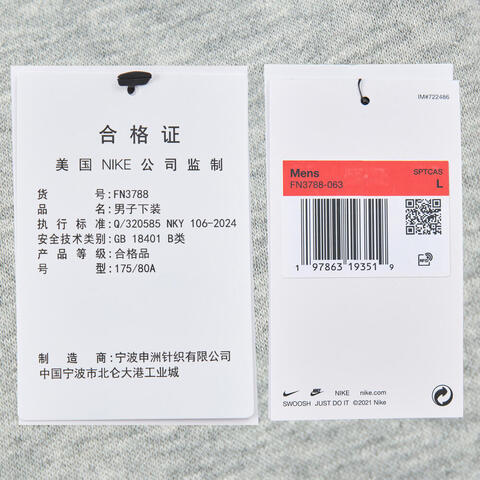 合格证
美国 NIKE 公司监制
货号:FN3788
品名:男子下装
执行标准:Q/320585 NKY 106-2024
安全技术类别:GB 18401 B类
产品等级:合格品
号型:175/80A
制造商:宁波申洲针织有限公司
中国宁波市北仑大港工业城
IM#722486
Mens SPTCAS
FN3788-063 L
1 97863 19351 9
RFID
NIKE nike.com
SWOOSH JUST DO IT ©2021 Nike